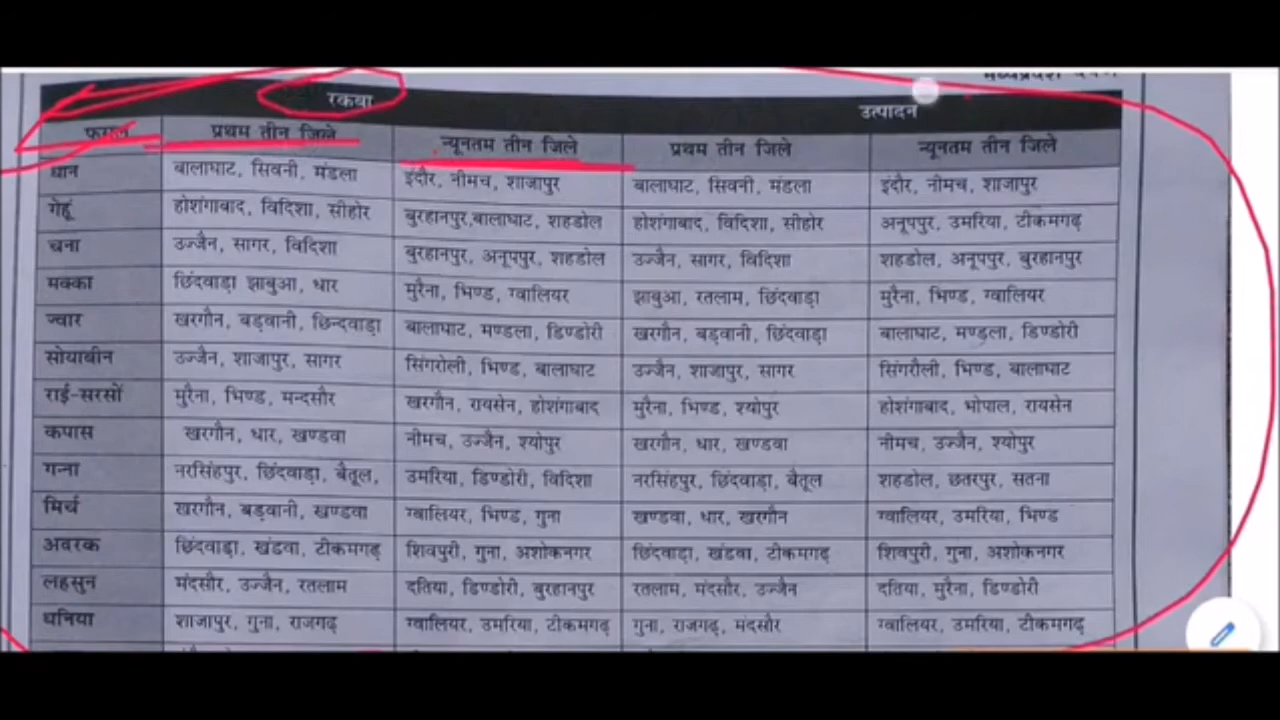 मध्यप्रदेश
रकबा उत्पादन
फसल प्रथम तीन जिले न्यूनतम तीन जिले प्रथम तीन जिले न्यूनतम तीन जिले
धान बालाघाट, सिवनी, मंडला इंदौर, नीमच, शाजापुर बालाघाट, सिवनी, मंडला इंदौर, नीमच, शाजापुर
गेहूं होशंगाबाद, विदिशा, सीहोर बुरहानपुर,बालाघाट, शहडोल होशंगाबाद, विदिशा, सीहोर अनूपपुर, उमरिया, टीकमगढ़
चना उज्जैन, सागर, विदिशा बुरहानपुर, अनूपपुर, शहडोल उज्जैन, सागर, विदिशा शहडोल, अनूपपुर, बुरहानपुर
मक्का छिंदवाड़ा झाबुआ, धार मुरैना, भिण्ड, ग्वालियर झाबुआ, रतलाम, छिंदवाड़ा मुरैना, भिण्ड, ग्वालियर
ज्वार खरगौन, बड़वानी, छिन्दवाड़ा बालाघाट, मण्डला, डिण्डोरी खरगौन, बड़वानी, छिंदवाड़ा बालाघाट, मण्डला, डिण्डोरी
सोयाबीन उज्जैन, शाजापुर, सागर सिंगरोली, भिण्ड, बालाघाट उज्जैन, शाजापुर, सागर सिंगरौली, भिण्ड, बालाघाट
राई-सरसों मुरैना, भिण्ड, मन्दसौर खरगौन, रायसेन, होशंगाबाद मुरैना, भिण्ड, श्योपुर होशंगाबाद, भोपाल, रायसेन
कपास खरगौन, धार, खण्डवा नीमच, उज्जैन, श्योपुर खरगौन, धार, खण्डवा नीमच, उज्जैन, श्योपुर
गन्ना नरसिंहपुर, छिंदवाड़ा, बैतूल, उमरिया, डिण्डोरी, विदिशा नरसिंहपुर, छिंदवाड़ा, बैतूल शहडोल, छतरपुर, सतना
मिर्च खरगौन, बड़वानी, खण्डवा ग्वालियर, भिण्ड, गुना खण्डवा, धार, खरगौन ग्वालियर, उमरिया, भिण्ड
अवरक छिंदवाड़ा, खंडवा, टीकमगढ़ शिवपुरी, गुना, अशोकनगर छिंदवाड़ा, खंडवा, टीकमगढ़ शिवपुरी, गुना, अशोकनगर
लहसुन मंदसौर, उज्जैन, रतलाम दतिया, डिण्डोरी, बुरहानपुर रतलाम, मंदसौर, उज्जैन दतिया, मुरैना, डिण्डोरी
धनिया शाजापुर, गुना, राजगढ़ ग्वालियर, उमरिया, टीकमगढ़ गुना, राजगढ़, मंदसौर ग्वालियर, उमरिया, टीकमगढ़